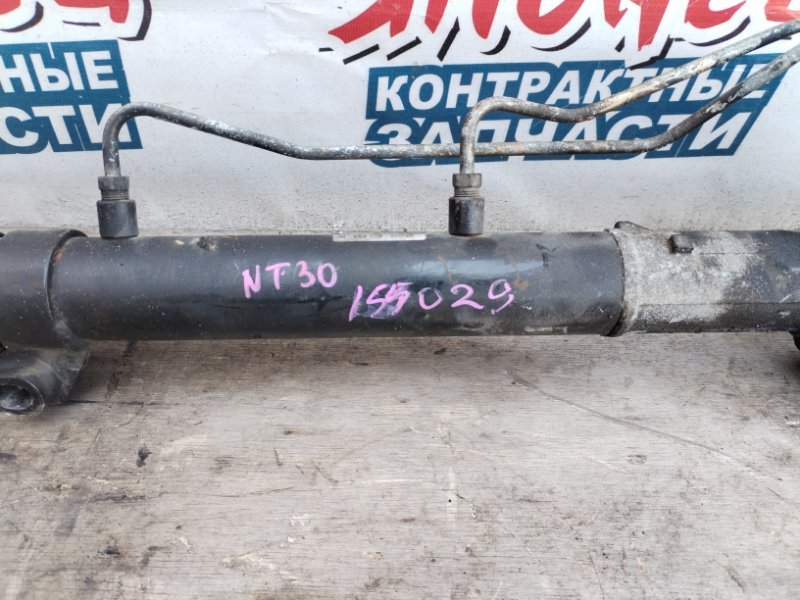 НЫЕ
СТИ
КОНТРАКТНЫЕ
ЗАПЧАСТИ
NT30
155029